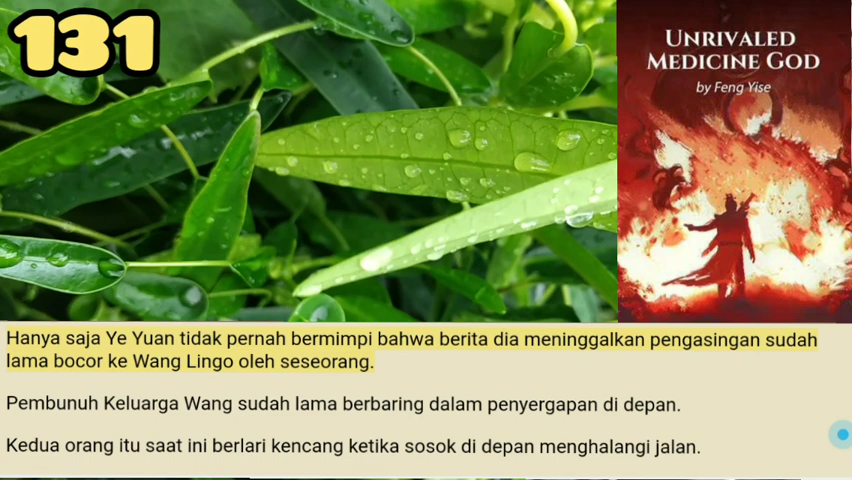 131
UNRIVALED
MEDICINE GOD
by Feng Yise
Hanya saja Ye Yuan tidak pernah bermimpi bahwa berita dia meninggalkan pengasingan sudah
lama bocor ke Wang Lingo oleh seseorang.
Pembunuh Keluarga Wang sudah lama berbaring dalam penyergapan di depan.
Kedua orang itu saat ini berlari kencang ketika sosok di depan menghalangi jalan.